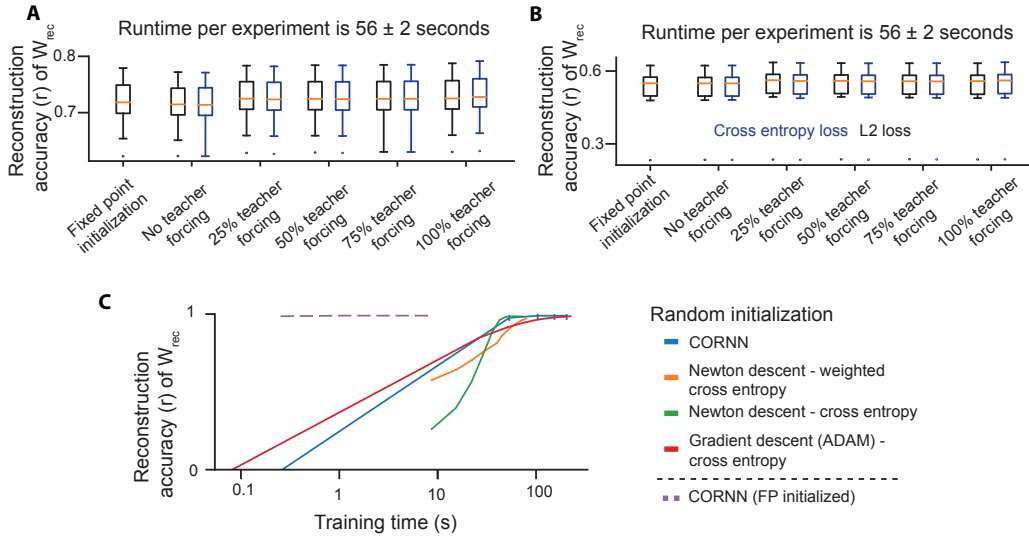 A
Runtime per experiment is 56 ± 2 seconds
Reconstruction
accuracy (r) of Wrec
0.8
0.7
Fixed point
initialization
No teacher
forcing
25% teacher
forcing
50% teacher
forcing
75% teacher
forcing
100% teacher
forcing
B
Runtime per experiment is 56 ± 2 seconds
Reconstruction
accuracy (r) of Wrec
0.6
0.3
Cross entropy loss L2 loss
Fixed point
initialization
No teacher
forcing
25% teacher
forcing
50% teacher
forcing
75% teacher
forcing
100% teacher
forcing
C
Reconstruction
accuracy (r) of Wrec
1
0
0.1 1 10 100
Training time (s)
Random initialization
CORNN
Newton descent - weighted
cross entropy
Newton descent - cross entropy
Gradient descent (ADAM) -
cross entropy
CORNN (FP initialized)